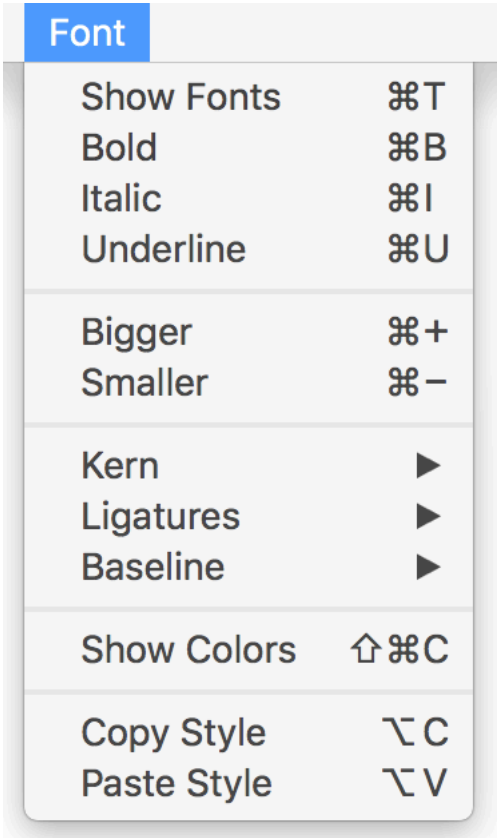 Font
Show Fonts ⌘T
Bold ⌘B
Italic ⌘I
Underline ⌘U
Bigger ⌘+
Smaller ⌘−
Kern ▶
Ligatures ▶
Baseline ▶
Show Colors ⇧⌘C
Copy Style ⌥C
Paste Style ⌥V